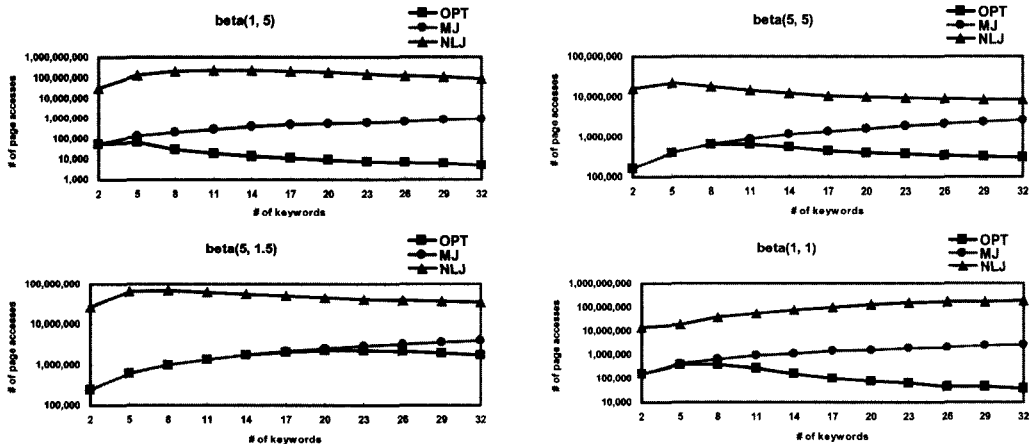 beta(1, 5)
OPT
MJ
NLJ
# of page accesses
1,000,000,000
100,000,000
10,000,000
1,000,000
100,000
10,000
1,000
2 5 8 11 14 17 20 23 26 29 32
# of keywords
beta(5, 5)
OPT
MJ
NLJ
# of page accesses
100,000,000
10,000,000
1,000,000
100,000
2 5 8 11 14 17 20 23 26 29 32
# of keywords
beta(5, 1.5)
OPT
MJ
NLJ
# of page accesses
100,000,000
10,000,000
1,000,000
100,000
2 5 8 11 14 17 20 23 26 29 32
# of keywords
beta(1, 1)
OPT
MJ
NLJ
# of page accesses
1,000,000,000
100,000,000
10,000,000
1,000,000
100,000
10,000
2 5 8 11 14 17 20 23 26 29 32
# of keywords